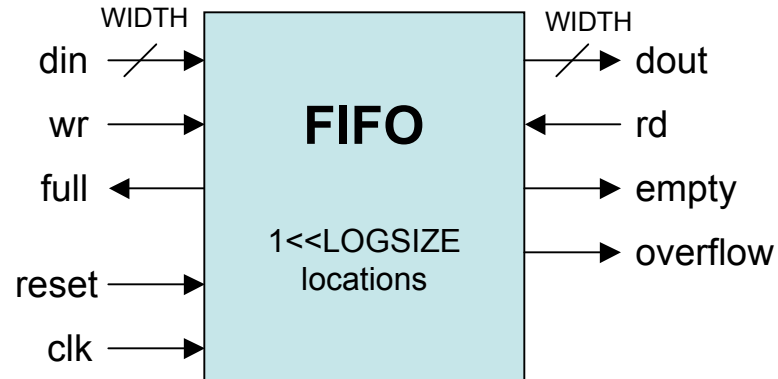 WIDTH
din
wr
full
reset
clk
FIFO
1<<LOGSIZE
locations
WIDTH
dout
rd
empty
overflow